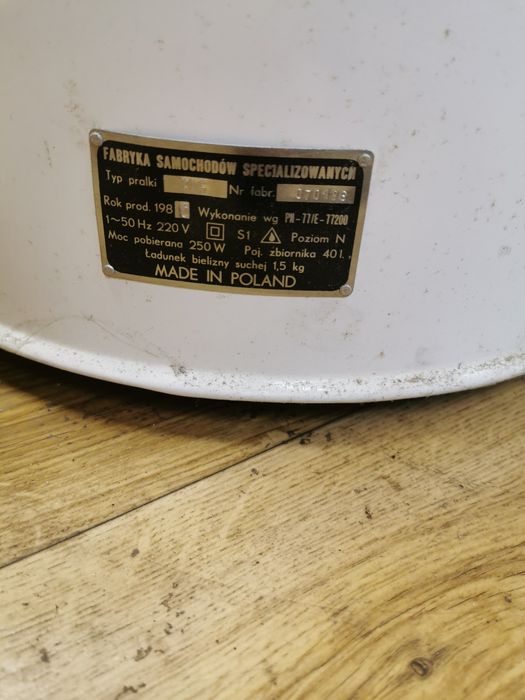 FABRYKA SAMOCHODÓW SPECJALIZOWANYCH
Typ pralki Nr fabr.
Rok prod. 198 Wykonanie wg PN-77/E-77200
1~50 Hz 220 V S1 Poziom N
Moc pobierana 250 W Poj. zbiornika 40 l.
Ładunek bielizny suchej 1,5 kg
MADE IN POLAND